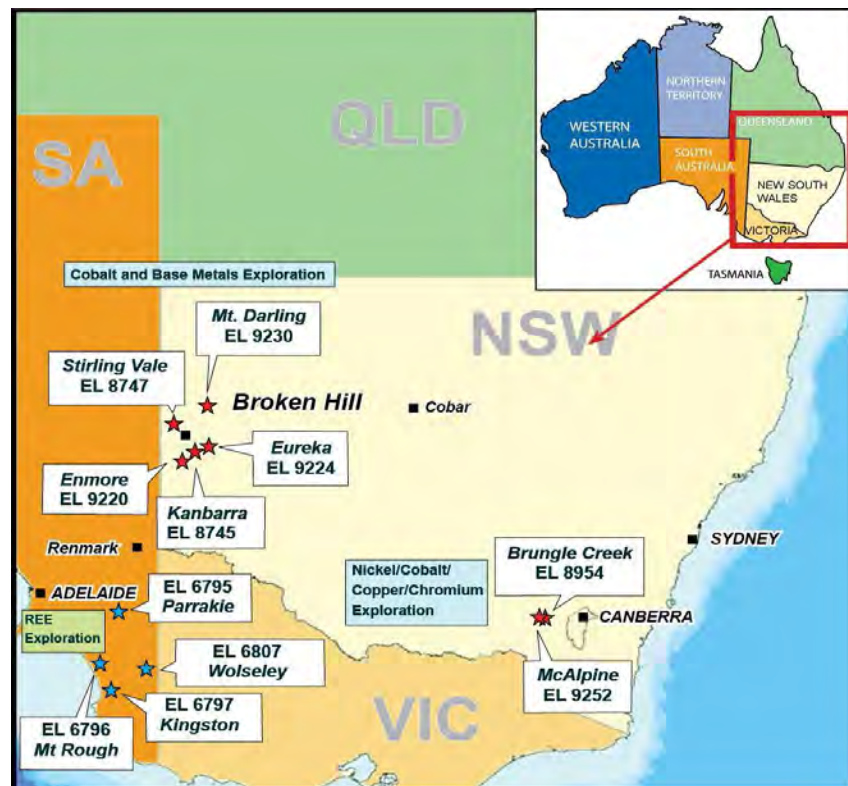 NORTHERN
TERRITORY
QUEENSLAND
WESTERN
AUSTRALIA
SOUTH
AUSTRALIA
NEW SOUTH
WALES
VICTORIA
TASMANIA
QLD
SA
Cobalt and Base Metals Exploration
Mt. Darling
EL 9230
NSW
Stirling Vale
EL 8747
Broken Hill
Cobar
Eureka
EL 9224
Enmore
EL 9220
Kanbarra
EL 8745
Renmark
SYDNEY
Brungle Creek
EL 8954
Nickel/Cobalt/
Copper/Chromium
Exploration
ADELAIDE
EL 6795
Parrakie
REE
Exploration
CANBERRA
EL 6807
Wolseley
McAlpine
EL 9252
EL 6797
Kingston
EL 6796
Mt Rough
VIC